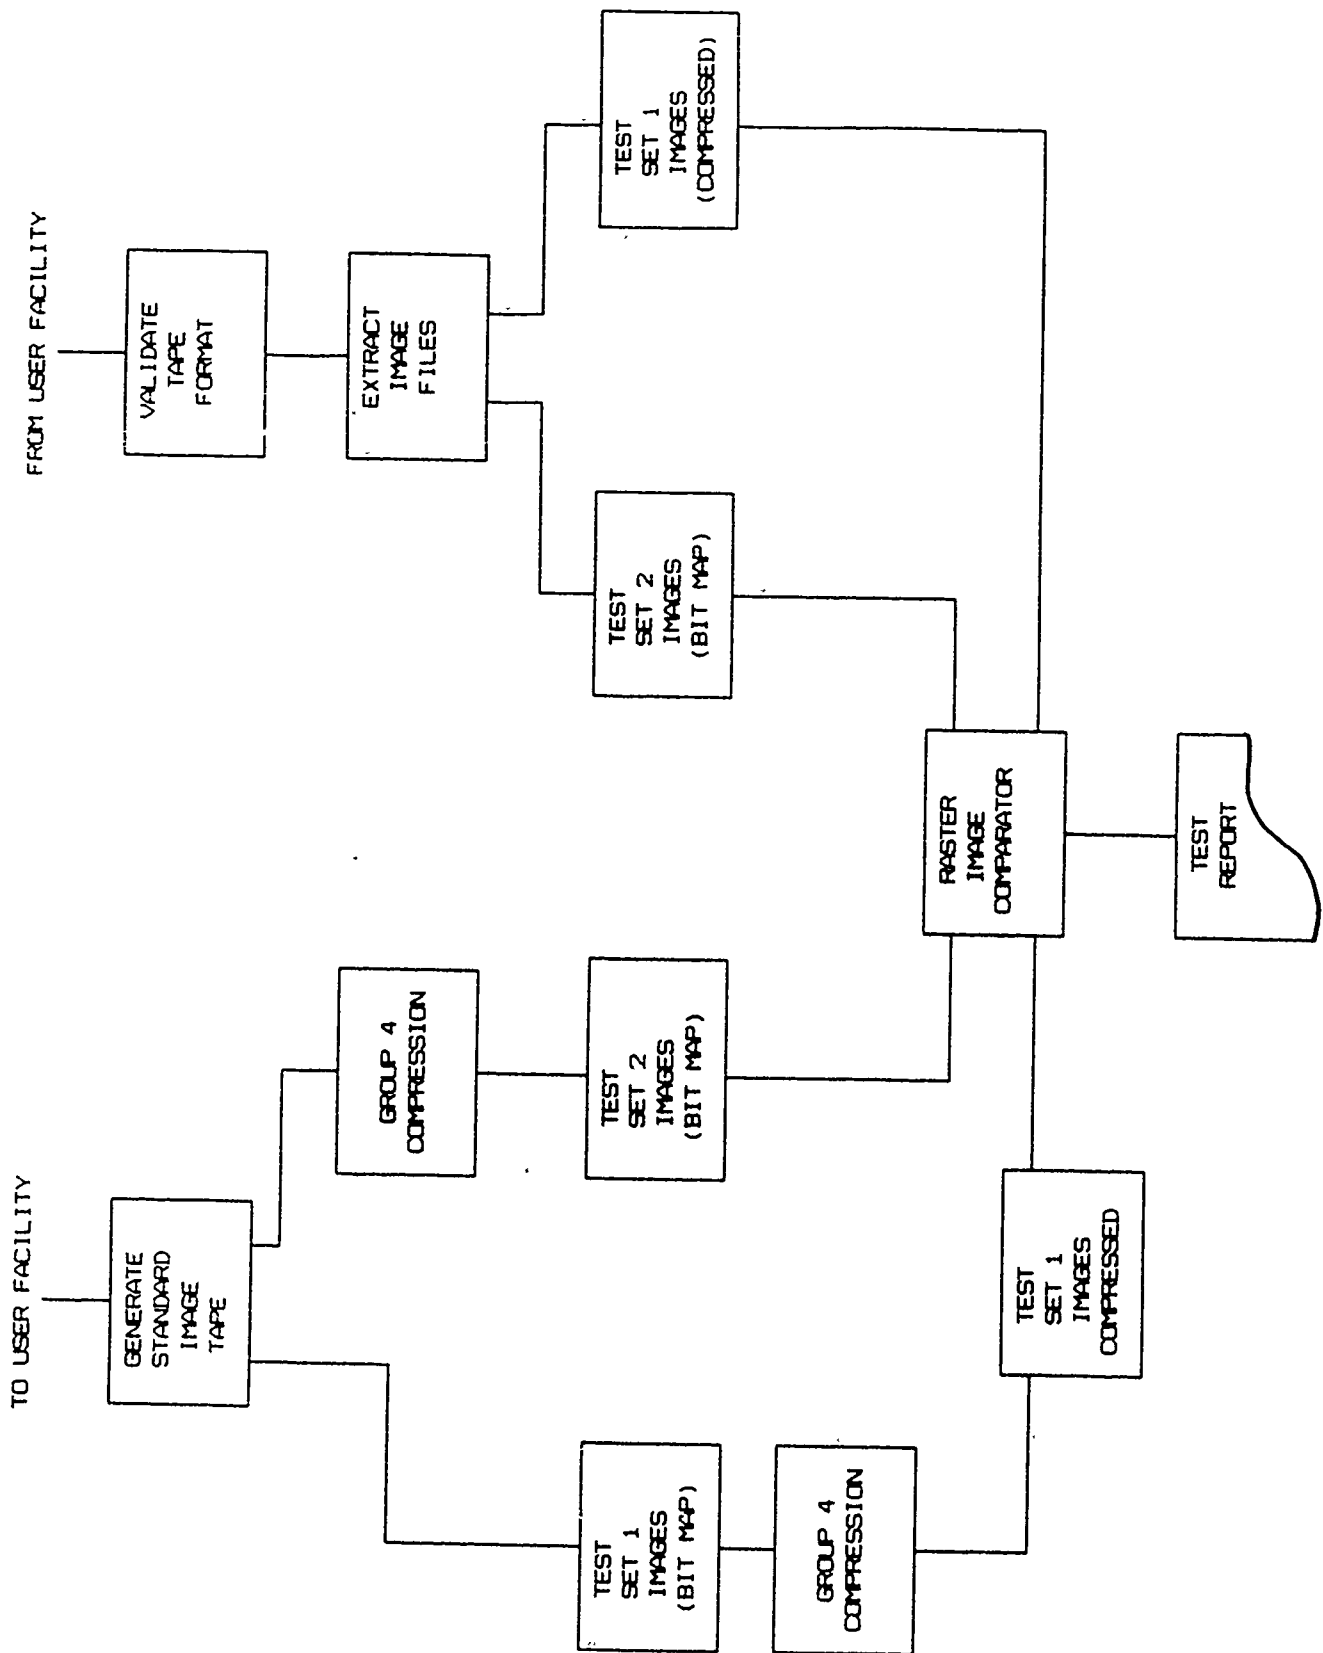 TO USER FACILITY
FROM USER FACILITY
GENERATE
STANDARD
IMAGE
TAPE
VALIDATE
TAPE
FORMAT
GROUP 4
COMPRESSION
EXTRACT
IMAGE
FILES
TEST
SET 1
IMAGES
(BIT MAP)
TEST
SET 2
IMAGES
(BIT MAP)
TEST
SET 2
IMAGES
(BIT MAP)
TEST
SET 1
IMAGES
(COMPRESSED)
GROUP 4
COMPRESSION
TEST
SET 1
IMAGES
COMPRESSED
RASTER
IMAGE
COMPARATOR
TEST
REPORT